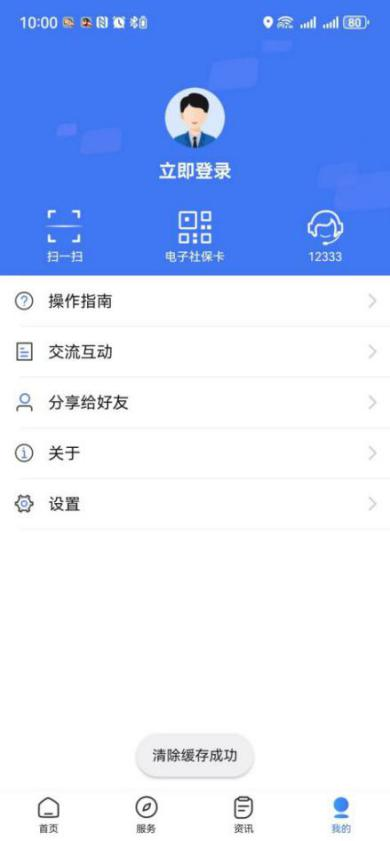 10:00 80
立即登录
扫一扫 电子社保卡 12333
操作指南
交流互动
分享给好友
关于
设置
清除缓存成功
首页 服务 资讯 我的